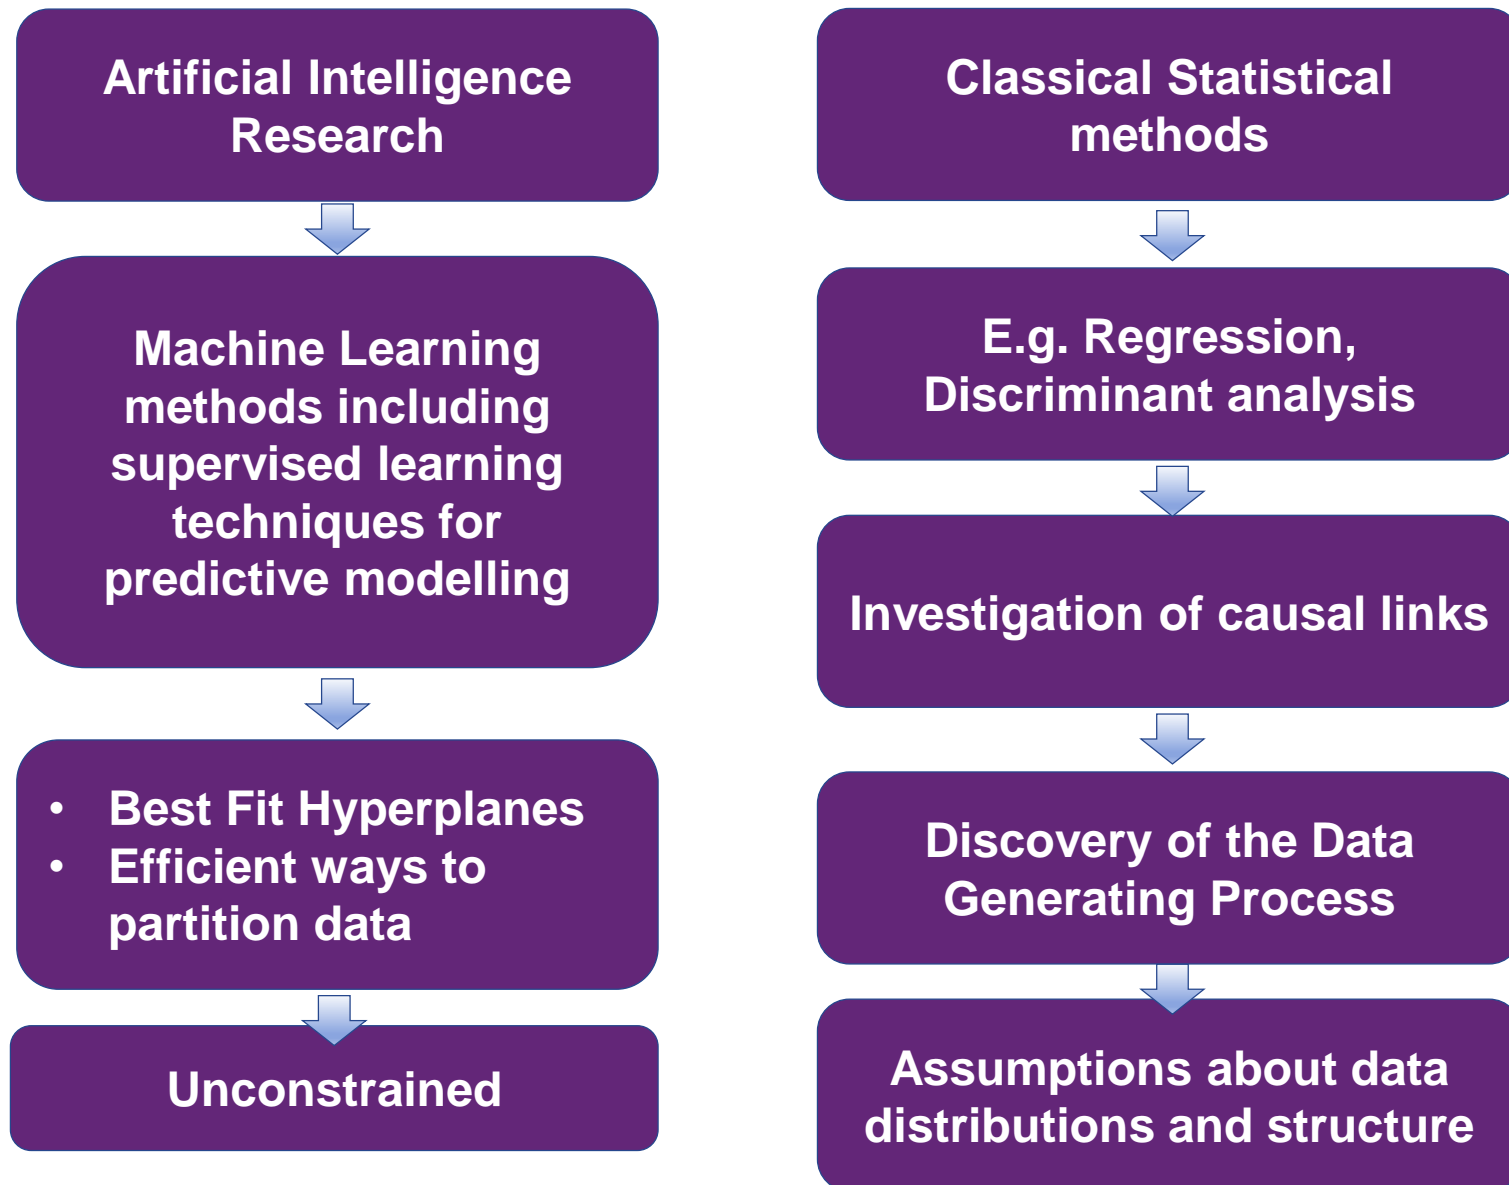 Artificial Intelligence
Research
Machine Learning
methods including
supervised learning
techniques for
predictive modelling
• Best Fit Hyperplanes
• Efficient ways to
partition data
Unconstrained
Classical Statistical
methods
E.g. Regression,
Discriminant analysis
Investigation of causal links
Discovery of the Data
Generating Process
Assumptions about data
distributions and structure